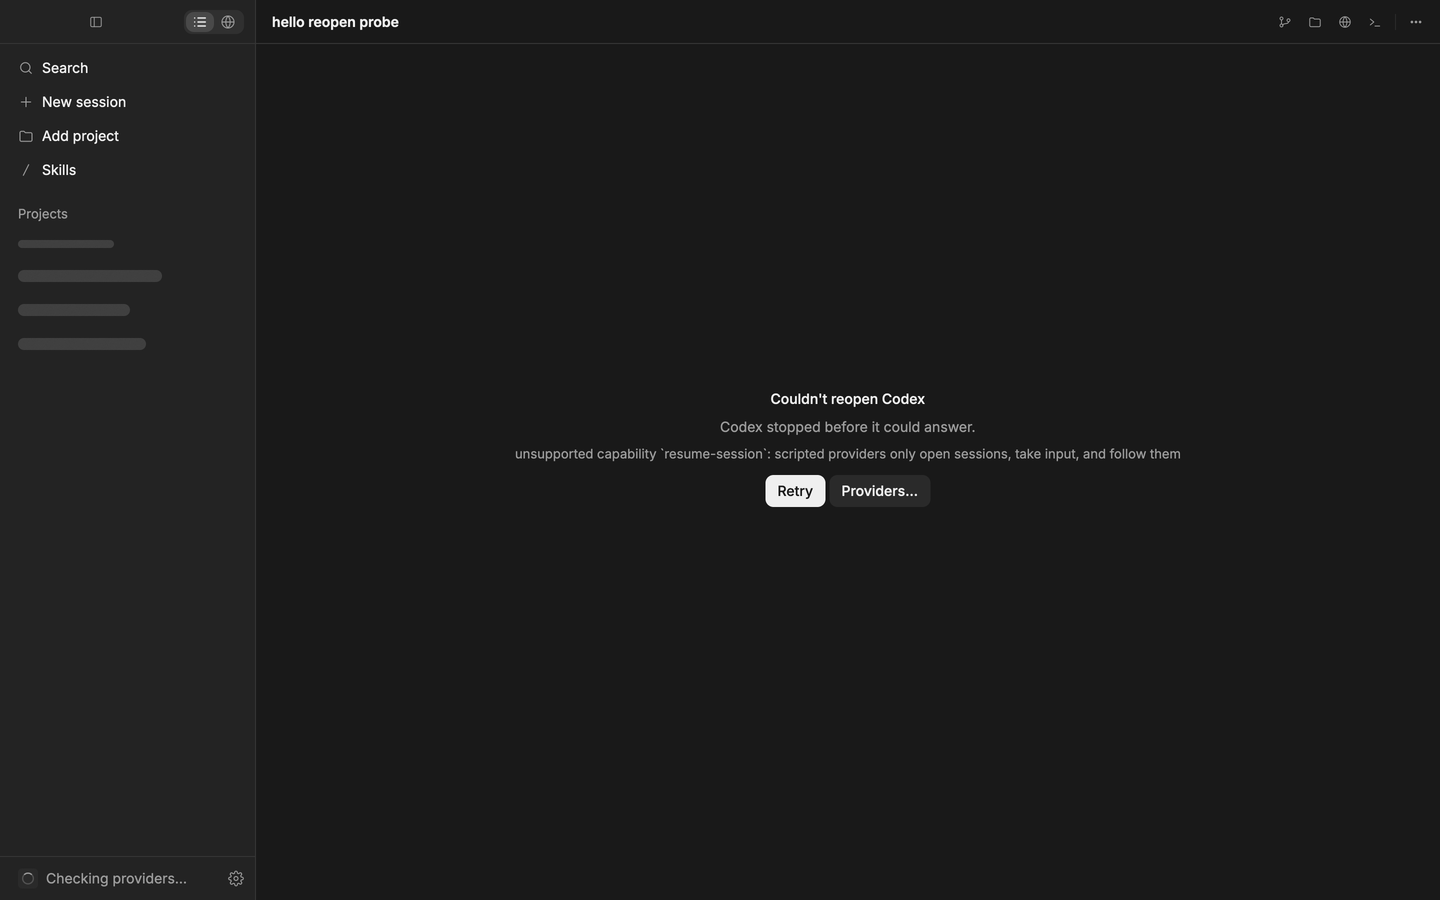 hello reopen probe
Search
New session
Add project
Skills
Projects
Couldn't reopen Codex
Codex stopped before it could answer.
unsupported capability `resume-session`: scripted providers only open sessions, take input, and follow them
Retry
Providers...
Checking providers...